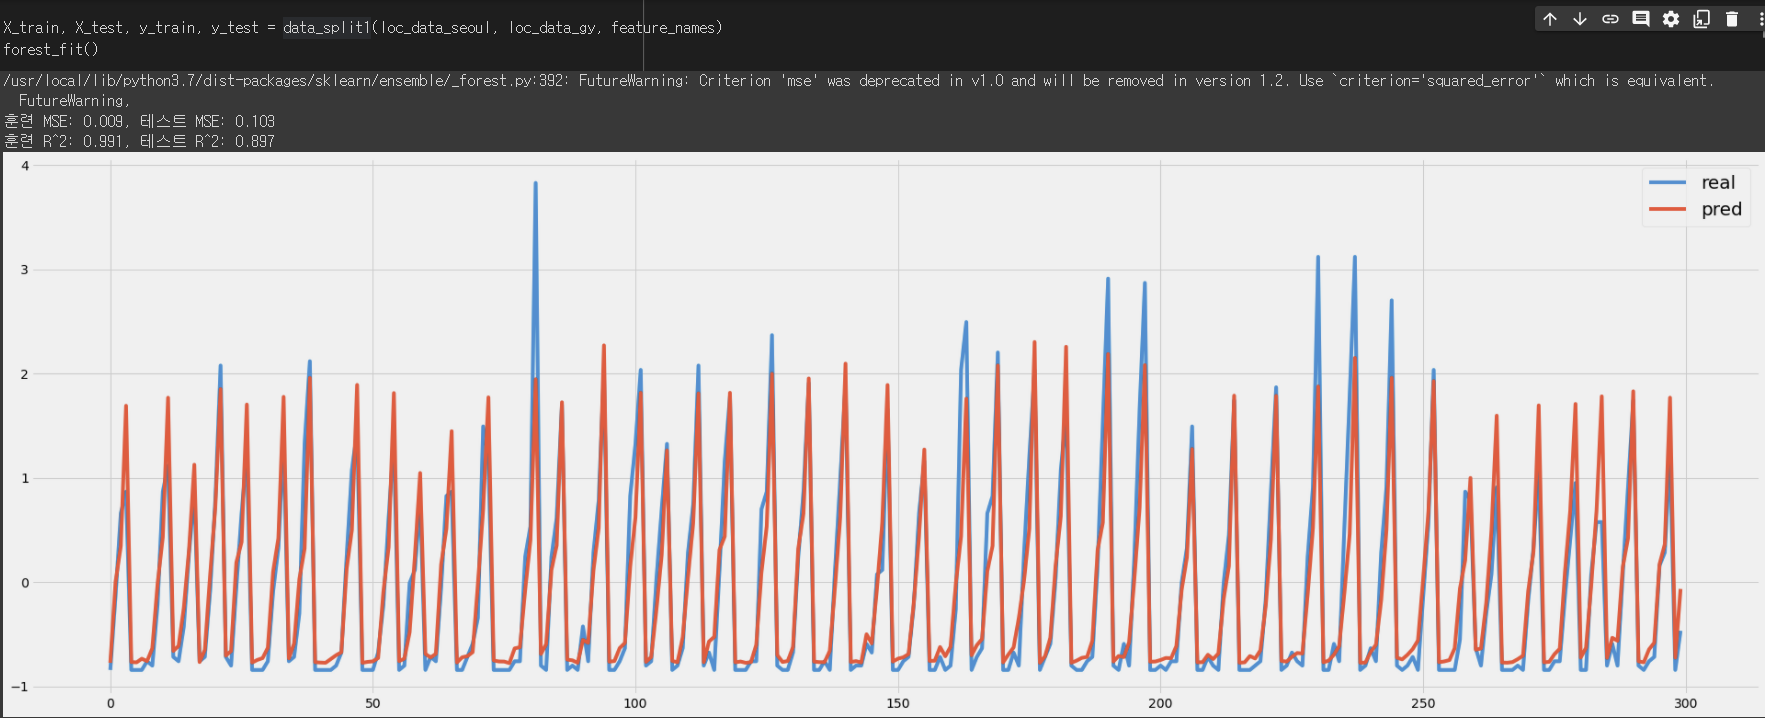 X_train, X_test, y_train, y_test = data_split1(loc_data_seoul, loc_data_gy, feature_names)
forest_fit()
/usr/local/lib/python3.7/dist-packages/sklearn/ensemble/_forest.py:392: FutureWarning: Criterion 'mse' was deprecated in v1.0 and will be removed in version 1.2. Use `criterion='squared_error'` which is equivalent.
  FutureWarning,
훈련 MSE: 0.009, 테스트 MSE: 0.103
훈련 R^2: 0.991, 테스트 R^2: 0.897
real
pred
4
3
2
1
0
−1
0 50 100 150 200 250 300